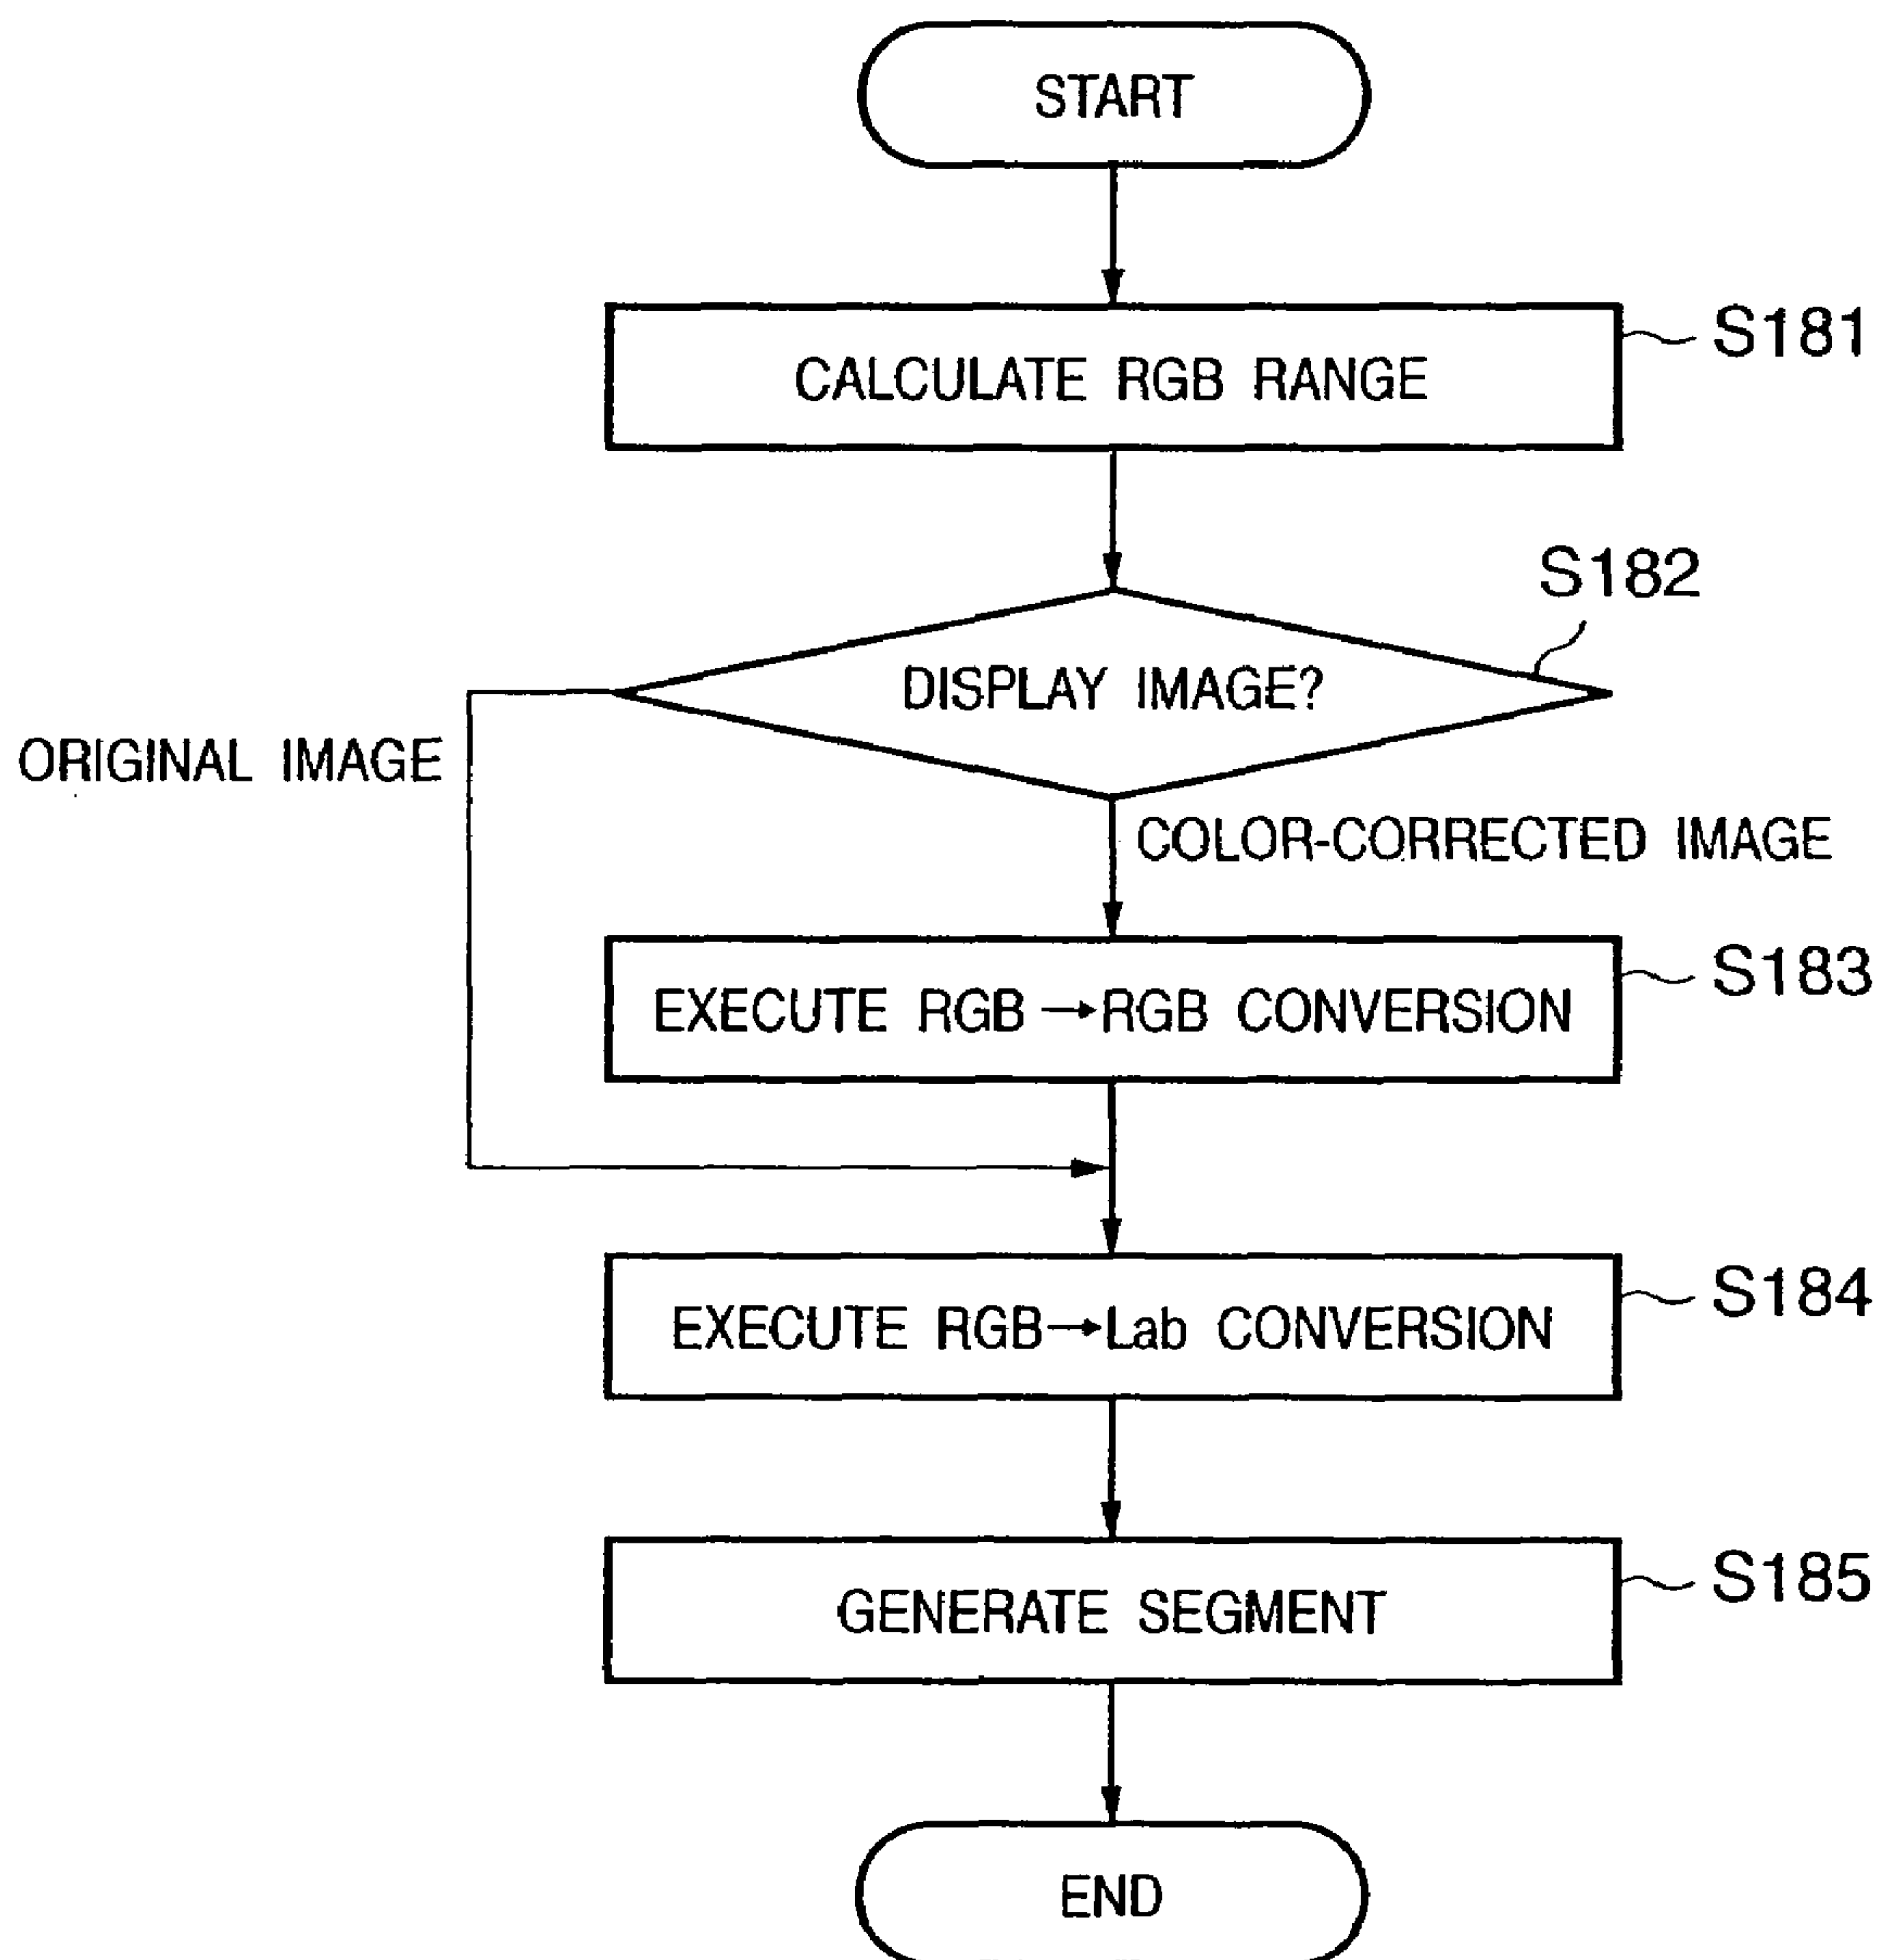 START
CALCULATE RGB RANGE
S181
S182
DISPLAY IMAGE?
ORIGINAL IMAGE
COLOR-CORRECTED IMAGE
EXECUTE RGB → RGB CONVERSION
S183
EXECUTE RGB→Lab CONVERSION
S184
GENERATE SEGMENT
S185
END